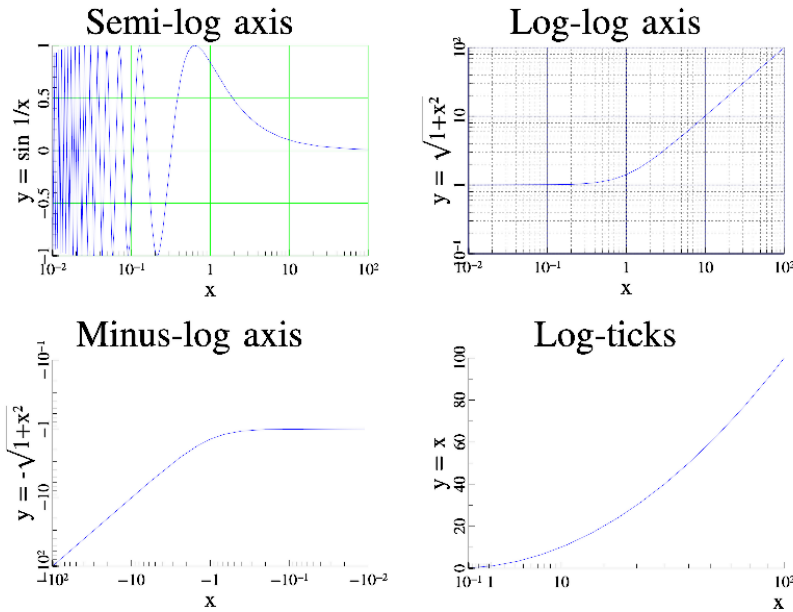 Semi-log axis
y = sin 1/x
1
0.5
0
−0.5
−1
10⁻² 10⁻¹ 1 10 10²
x
Log-log axis
y = √1+x²
10²
10
1
10⁻¹
10⁻² 10⁻¹ 1 10 10²
x
Minus-log axis
y = -√1+x²
−10⁻¹
−1
−10
−10²
−10² −10 −1 −10⁻¹ −10⁻²
x
Log-ticks
y = x
100
80
60
40
20
0
10⁻¹ 1 10 10²
x